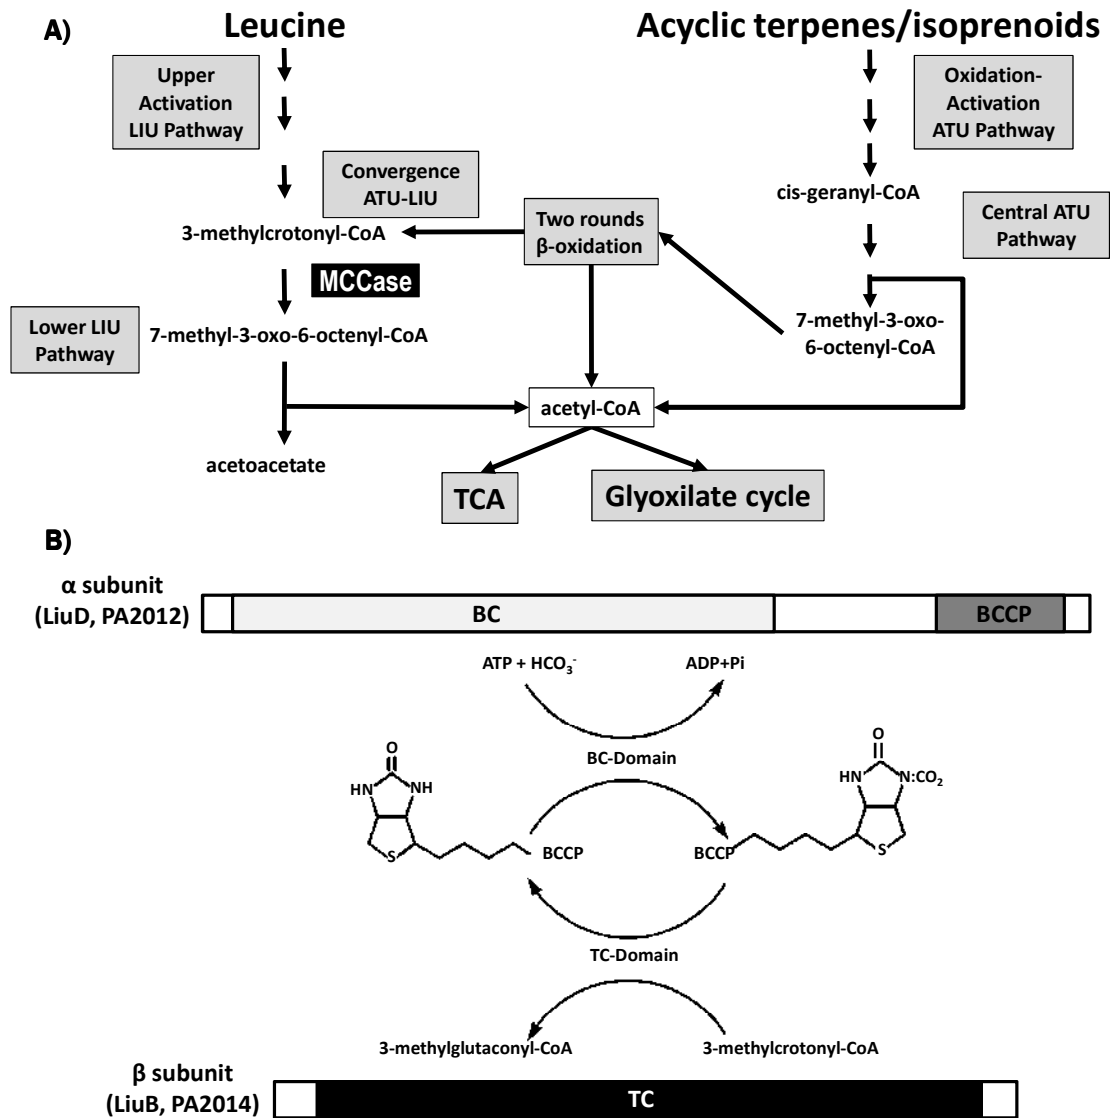 A)
Leucine
Acyclic terpenes/isoprenoids
Upper
Activation
LIU Pathway
Oxidation-
Activation
ATU Pathway
Convergence
ATU-LIU
cis-geranyl-CoA
Two rounds
β-oxidation
Central ATU
Pathway
3-methylcrotonyl-CoA
MCCase
Lower LIU
Pathway
7-methyl-3-oxo-6-octenyl-CoA
7-methyl-3-oxo-
6-octenyl-CoA
acetyl-CoA
acetoacetate
TCA
Glyoxilate cycle
B)
α subunit
(LiuD, PA2012)
BC
BCCP
ATP + HCO₃⁻
ADP+Pi
BC-Domain
O
HN
NH
S
BCCP
O
HN
N:CO₂
BCCP
S
TC-Domain
3-methylglutaconyl-CoA
3-methylcrotonyl-CoA
β subunit
(LiuB, PA2014)
TC